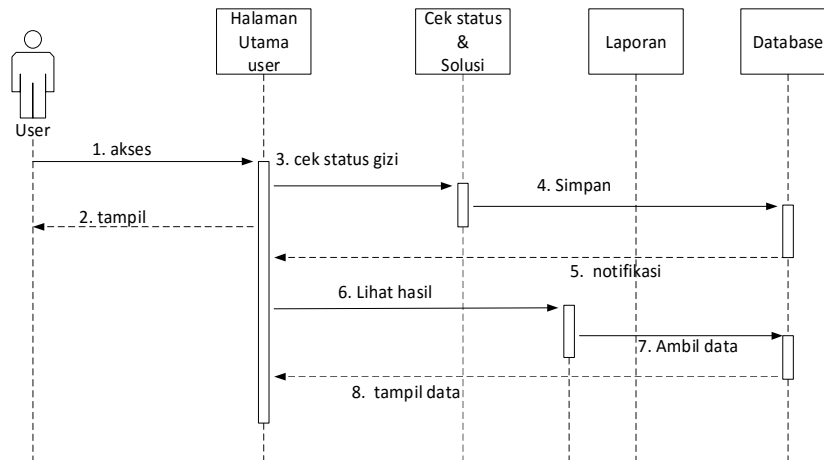 Halaman
Utama
user
Cek status
&
Solusi
Laporan
Database
User
1. akses
3. cek status gizi
4. Simpan
2. tampil
5.  notifikasi
6. Lihat hasil
7. Ambil data
8.  tampil data